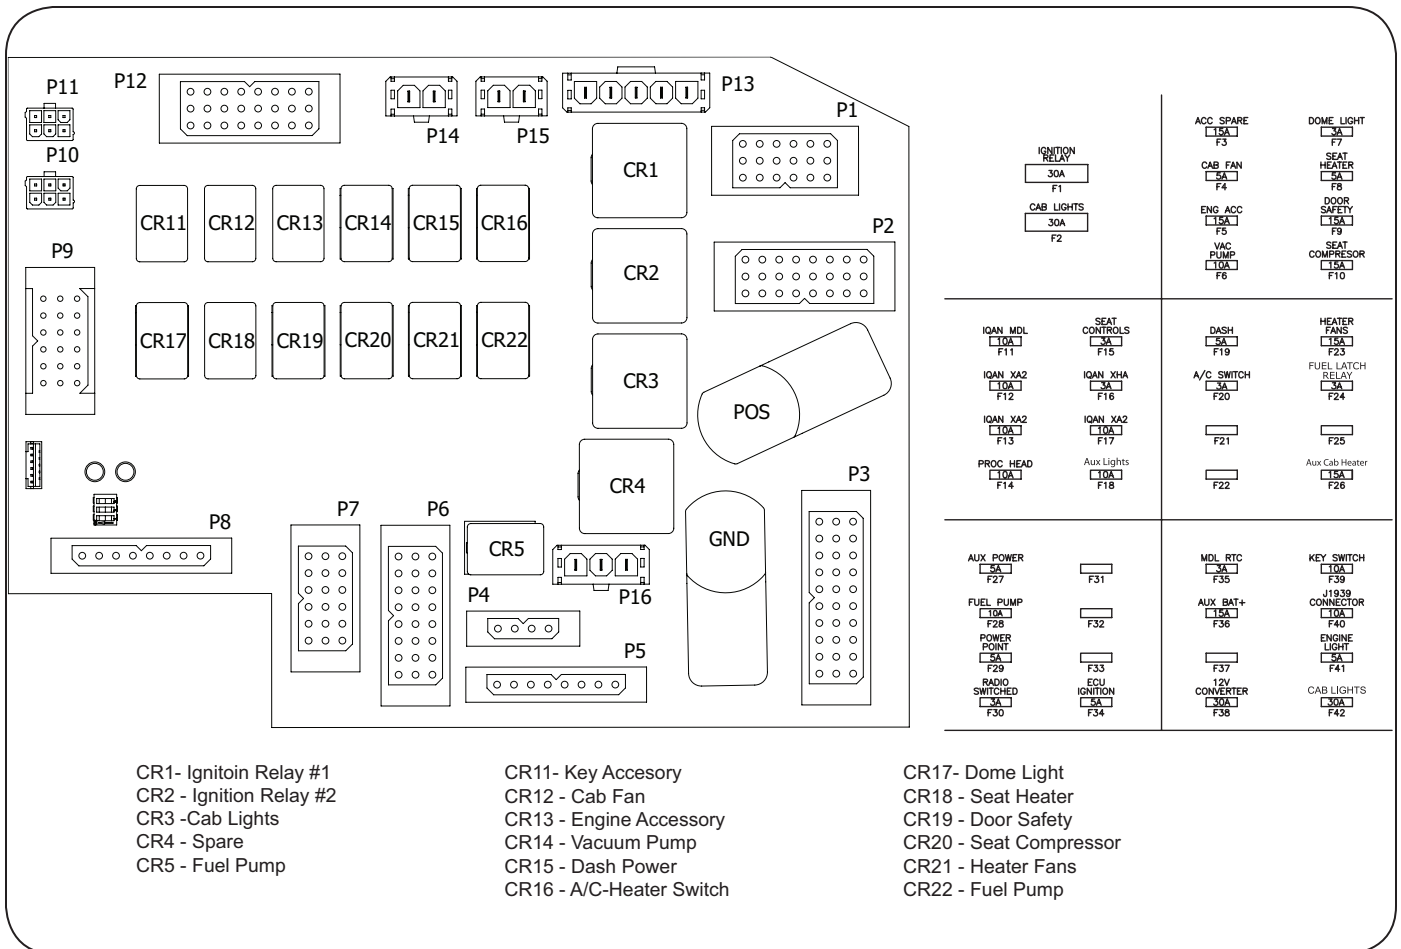 P11
P12
P13
P14
P15
P1
P10
CR1
CR11
CR12
CR13
CR14
CR15
CR16
P2
P9
CR2
CR17
CR18
CR19
CR20
CR21
CR22
CR3
POS
CR4
P3
P8
P7
P6
CR5
GND
P4
P16
P5
IGNITION
RELAY
30A
F1
CAB LIGHTS
30A
F2
ACC SPARE
15A
F3
CAB FAN
5A
F4
ENG ACC
15A
F5
VAC
PUMP
10A
F6
DOME LIGHT
3A
F7
SEAT
HEATER
5A
F8
DOOR
SAFETY
15A
F9
SEAT
COMPRESOR
15A
F10
IQAN MDL
10A
F11
IQAN XA2
10A
F12
IQAN XA2
10A
F13
PROC HEAD
10A
F14
SEAT
CONTROLS
3A
F15
IQAN XHA
3A
F16
IQAN XA2
10A
F17
Aux Lights
10A
F18
DASH
5A
F19
A/C SWITCH
3A
F20
F21
F22
HEATER
FANS
15A
F23
FUEL LATCH
RELAY
3A
F24
F25
Aux Cab Heater
15A
F26
AUX POWER
5A
F27
FUEL PUMP
10A
F28
POWER
POINT
5A
F29
RADIO
SWITCHED
3A
F30
F31
F32
F33
ECU
IGNITION
5A
F34
MDL RTC
3A
F35
AUX BAT+
15A
F36
F37
12V
CONVERTER
30A
F38
KEY SWITCH
10A
F39
J1939
CONNECTOR
10A
F40
ENGINE
LIGHT
5A
F41
CAB LIGHTS
30A
F42
CR1- Ignitoin Relay #1
CR2 - Ignition Relay #2
CR3 -Cab Lights
CR4 - Spare
CR5 - Fuel Pump
CR11- Key Accesory
CR12 - Cab Fan
CR13 - Engine Accessory
CR14 - Vacuum Pump
CR15 - Dash Power
CR16 - A/C-Heater Switch
CR17- Dome Light
CR18 - Seat Heater
CR19 - Door Safety
CR20 - Seat Compressor
CR21 - Heater Fans
CR22 - Fuel Pump